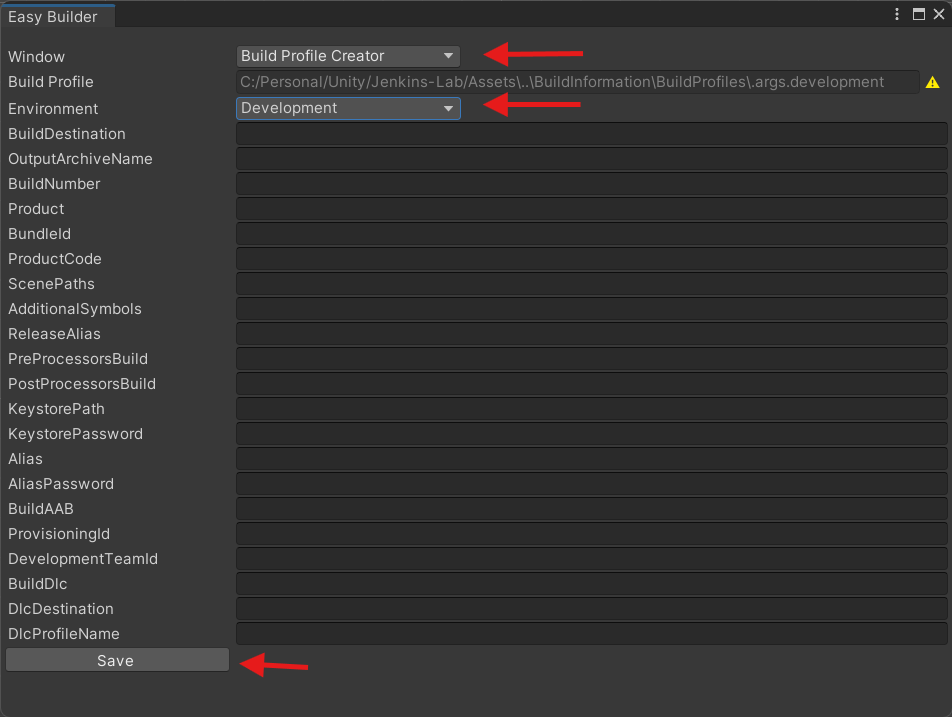 Easy Builder
Window Build Profile Creator
Build Profile C:/Personal/Unity/Jenkins-Lab/Assets\..\BuildInformation\BuildProfiles\.args.development
Environment Development
BuildDestination
OutputArchiveName
BuildNumber
Product
BundleId
ProductCode
ScenePaths
AdditionalSymbols
ReleaseAlias
PreProcessorsBuild
PostProcessorsBuild
KeystorePath
KeystorePassword
Alias
AliasPassword
BuildAAB
ProvisioningId
DevelopmentTeamId
BuildDlc
DlcDestination
DlcProfileName
Save